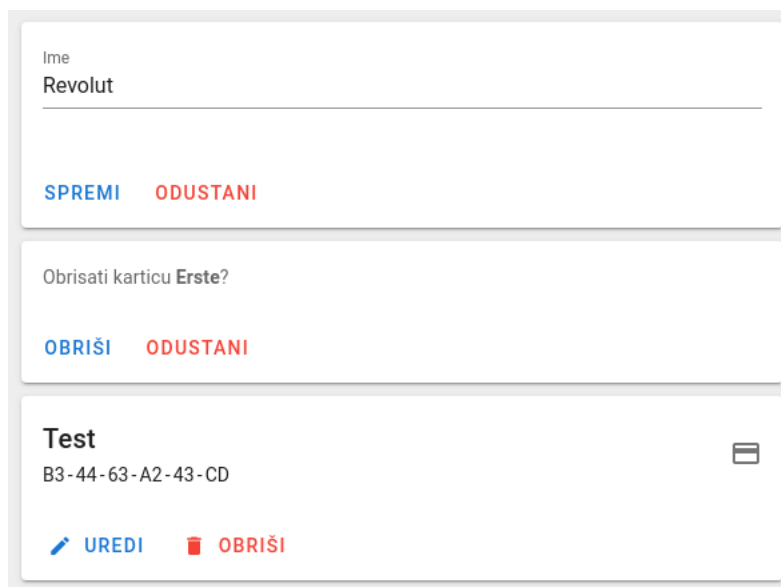 Ime
Revolut
SPREMI ODUSTANI
Obrisati karticu Erste?
OBRIŠI ODUSTANI
Test
B3-44-63-A2-43-CD
UREDI OBRIŠI